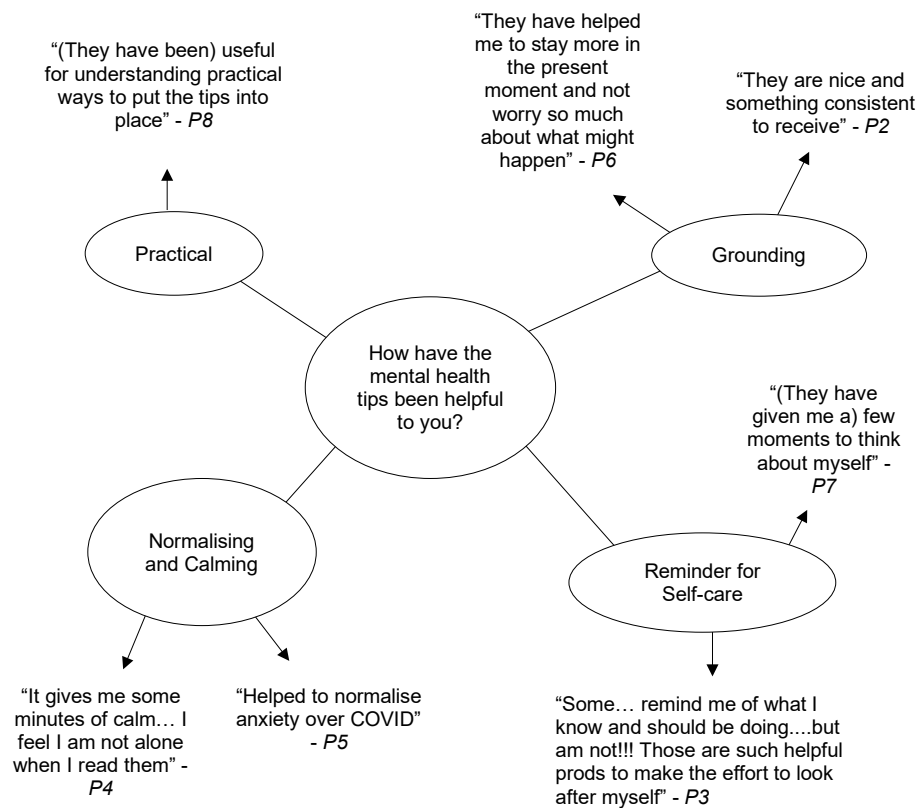 “(They have been) useful
for understanding practical
ways to put the tips into
place” - P8
“They have helped
me to stay more in
the present
moment and not
worry so much
about what might
happen” - P6
“They are nice and
something consistent
to receive” - P2
Practical
Grounding
How have the
mental health
tips been helpful
to you?
“(They have
given me a) few
moments to think
about myself” -
P7
Normalising
and Calming
Reminder for
Self-care
“It gives me some
minutes of calm… I
feel I am not alone
when I read them” -
P4
“Helped to normalise
anxiety over COVID”
- P5
“Some… remind me of what I
know and should be doing....but
am not!!! Those are such helpful
prods to make the effort to look
after myself” - P3